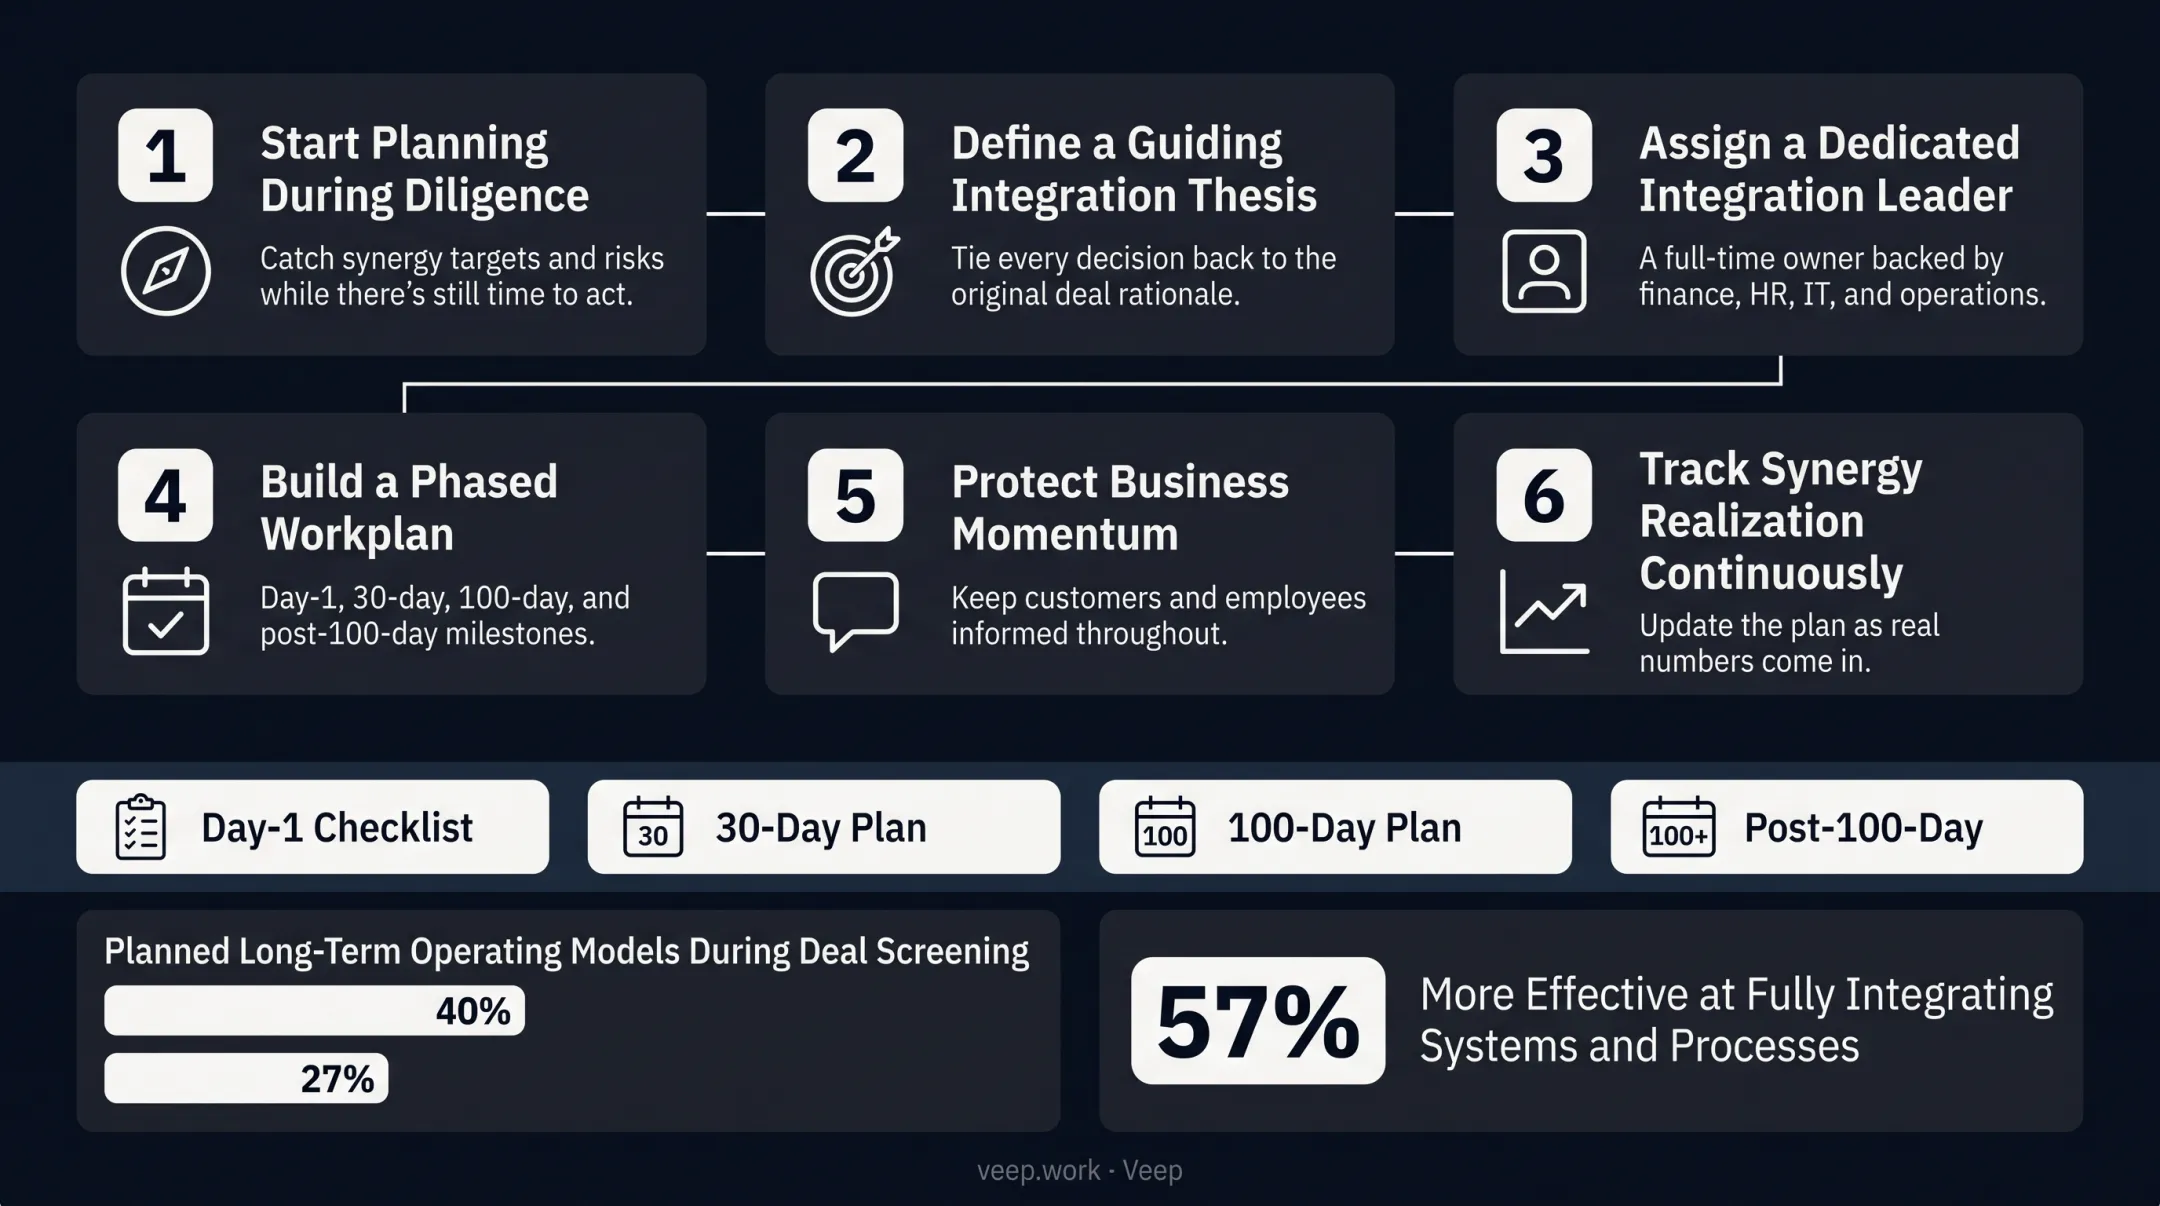 1
Start Planning
During Diligence
Catch synergy targets and risks
while there's still time to act.
2
Define a Guiding
Integration Thesis
Tie every decision back to the
original deal rationale.
3
Assign a Dedicated
Integration Leader
A full-time owner backed by
finance, HR, IT, and operations.
4
Build a Phased
Workplan
Day-1, 30-day, 100-day, and
post-100-day milestones.
5
Protect Business
Momentum
Keep customers and employees
informed throughout.
6
Track Synergy
Realization
Continuously
Update the plan as real
numbers come in.
Day-1 Checklist
30
30-Day Plan
100
100-Day Plan
100+
Post-100-Day
Planned Long-Term Operating Models During Deal Screening
40%
27%
57%
More Effective at Fully Integrating
Systems and Processes
veep.work · Veep